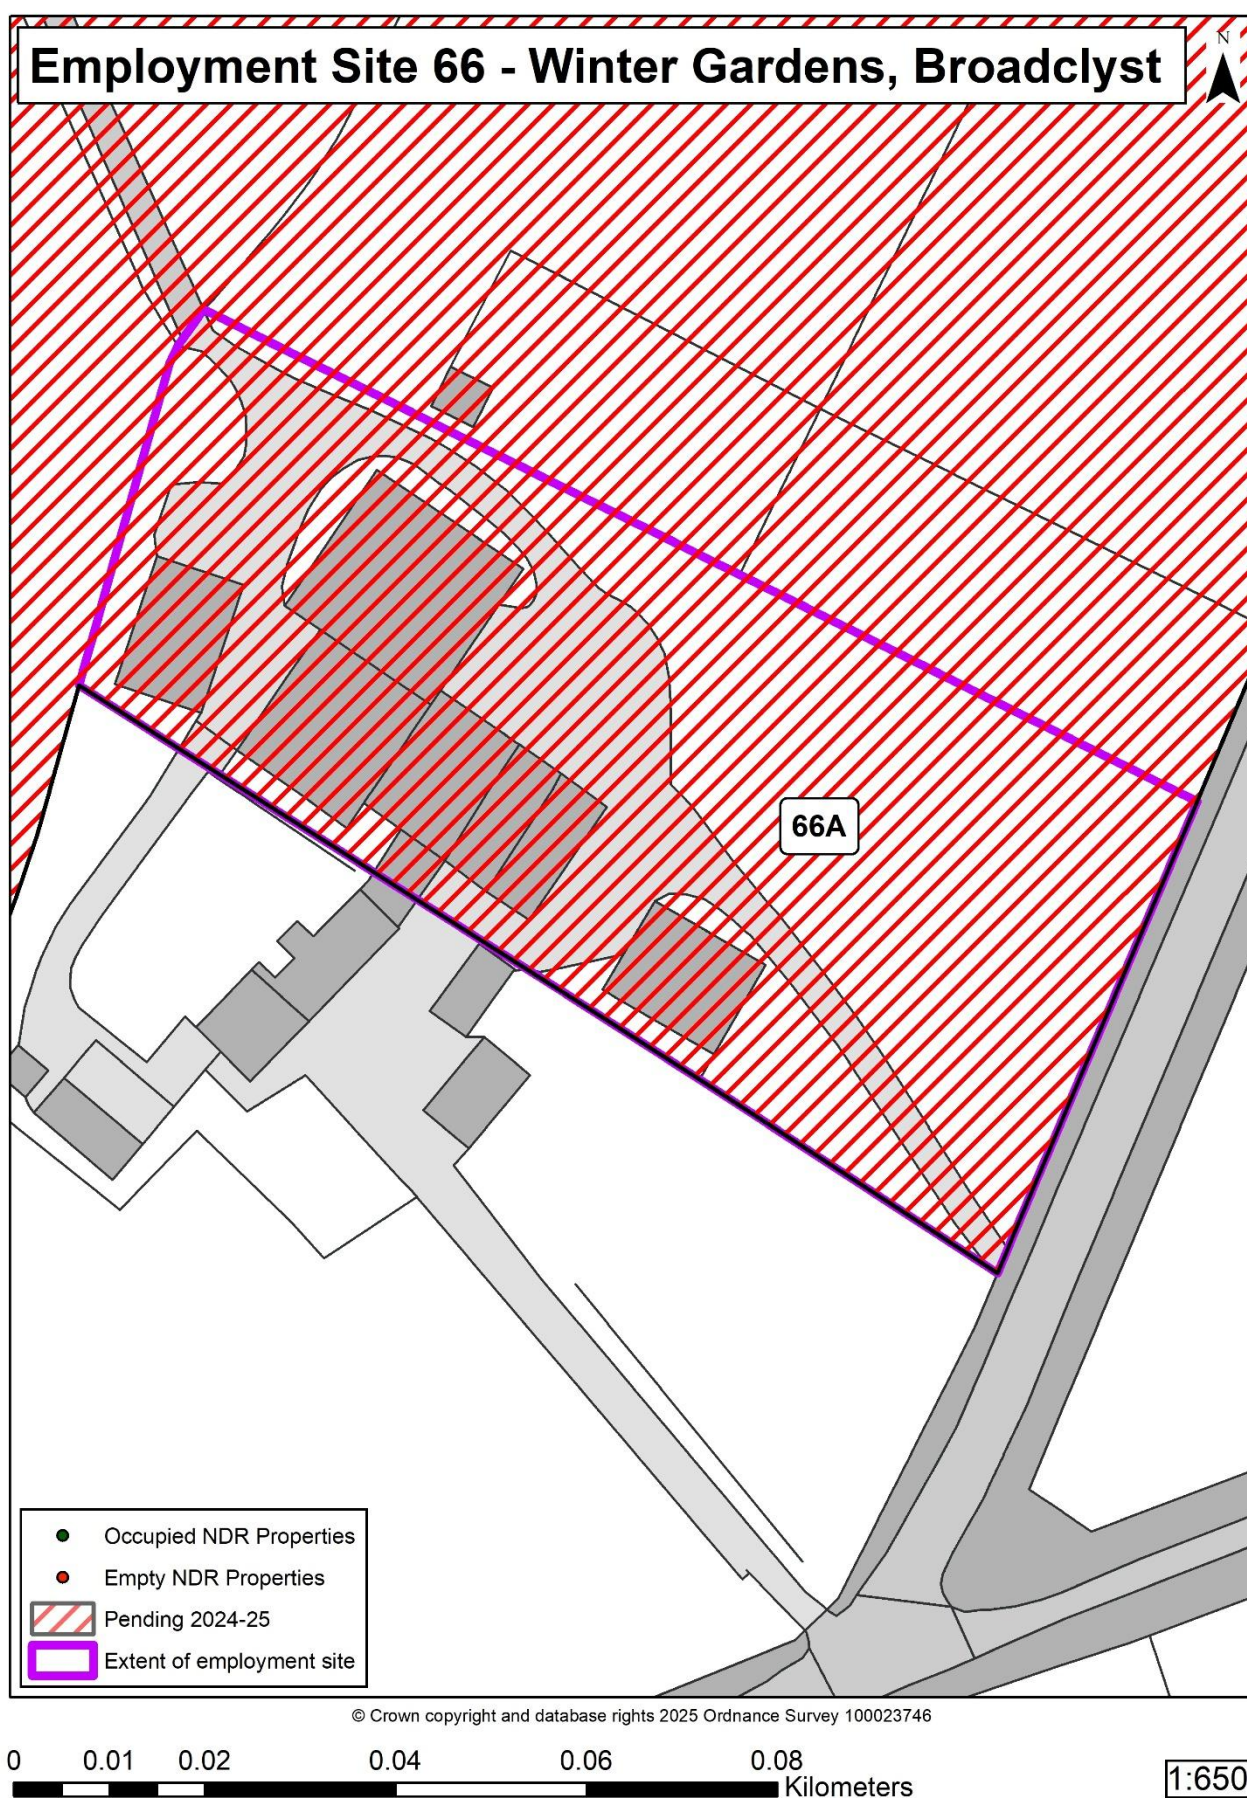 Employment Site 66 - Winter Gardens, Broadclyst
N
66A
Occupied NDR Properties
Empty NDR Properties
Pending 2024-25
Extent of employment site
© Crown copyright and database rights 2025 Ordnance Survey 100023746
0 0.01 0.02 0.04 0.06 0.08
Kilometers
1:650